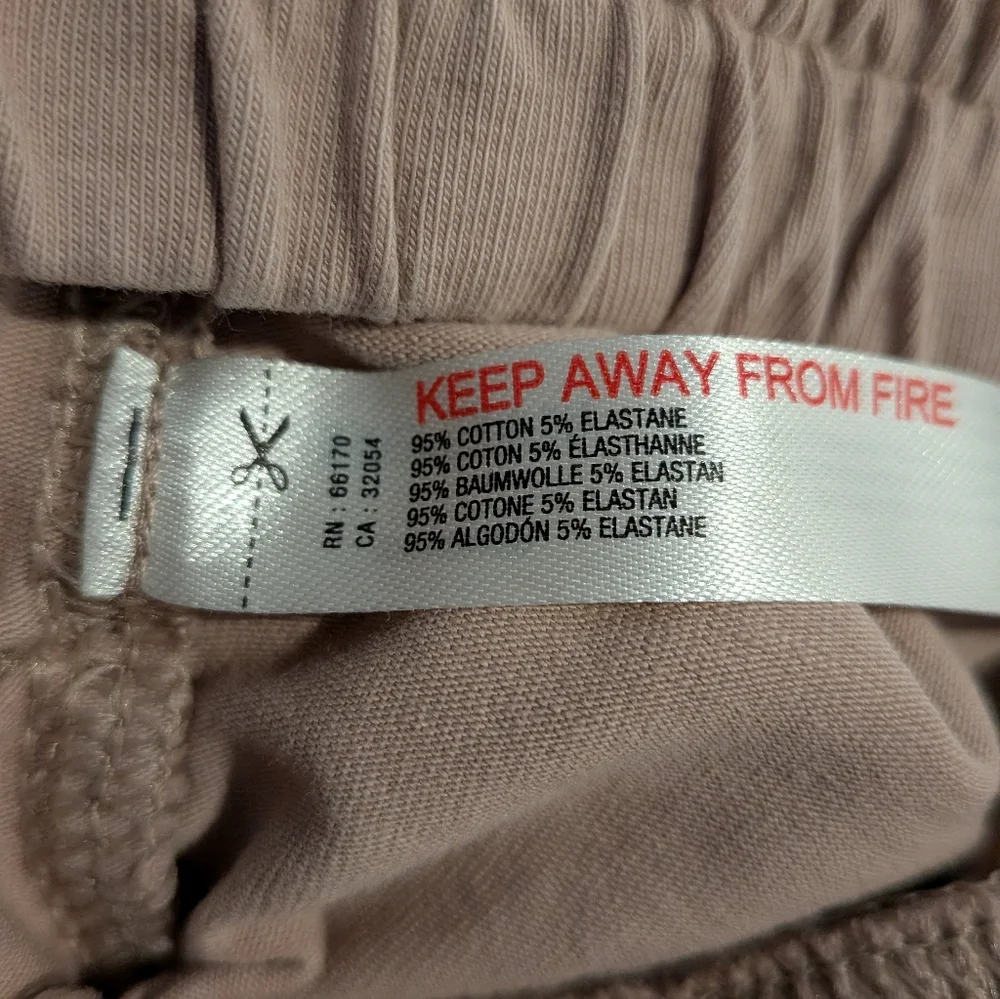 KEEP AWAY FROM FIRE
95% COTTON 5% ELASTANE
95% COTON 5% ÉLASTHANNE
95% BAUMWOLLE 5% ELASTAN
95% COTONE 5% ELASTAN
95% ALGODÓN 5% ELASTANE
RN : 66170
CA : 32054